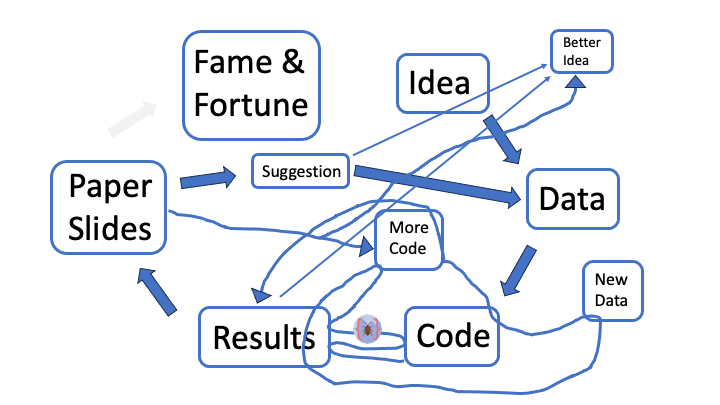 Fame &
Fortune
Idea
Better
Idea
Paper
Slides
Suggestion
Data
More
Code
New
Data
Results
Code